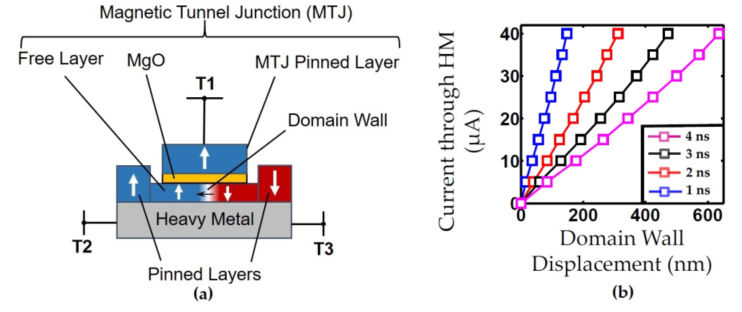 (a)
Magnetic Tunnel Junction (MTJ)
Free Layer
MgO
MTJ Pinned Layer
T1
Domain Wall
Heavy Metal
T2
T3
Pinned Layers
(a)
Current through HM
(μA)
40
30
20
10
0
0
200
400
600
4 ns
3 ns
2 ns
1 ns
Domain Wall
Displacement (nm)
(b)
(b)